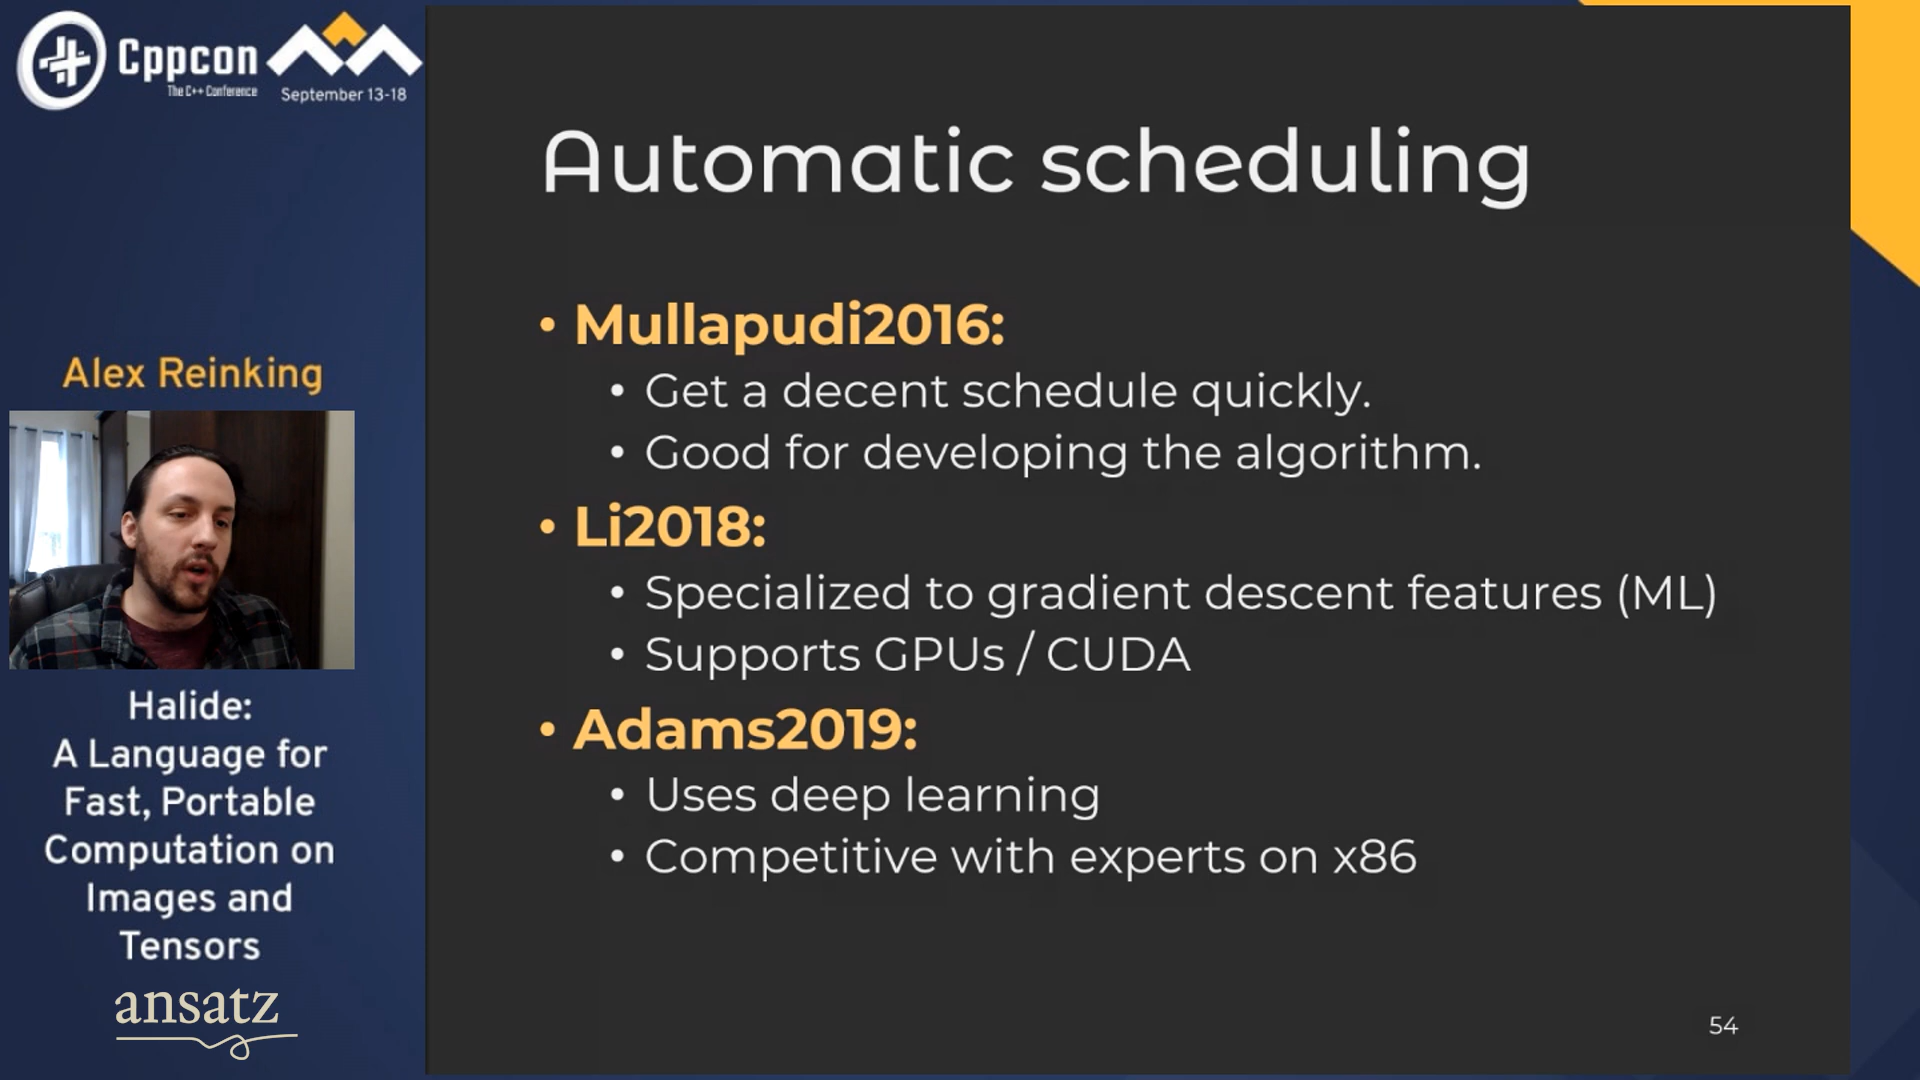 Cppcon
The C++ Conference
September 13-18
Alex Reinking
Halide:
A Language for
Fast, Portable
Computation on
Images and
Tensors
ansatz
Automatic scheduling
• Mullapudi2016:
• Get a decent schedule quickly.
• Good for developing the algorithm.
• Li2018:
• Specialized to gradient descent features (ML)
• Supports GPUs / CUDA
• Adams2019:
• Uses deep learning
• Competitive with experts on x86
54